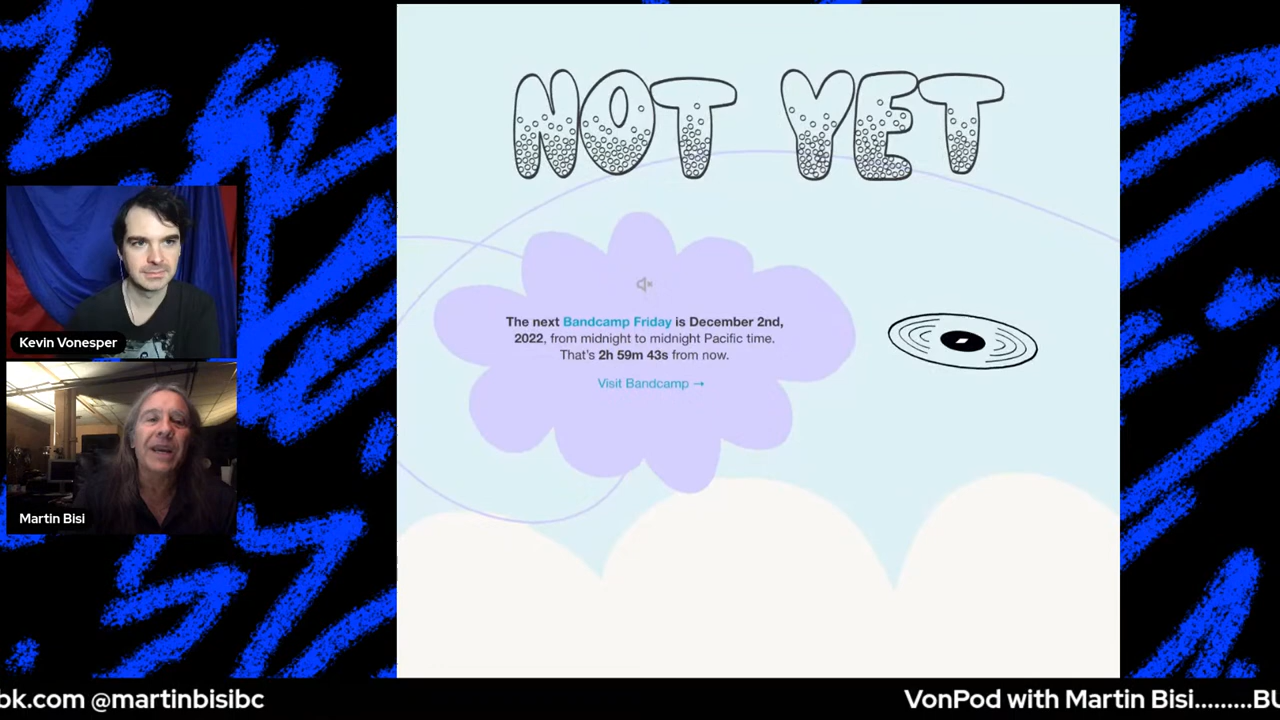 NOT YET
The next Bandcamp Friday is December 2nd,
2022, from midnight to midnight Pacific time.
That's 2h 59m 43s from now.
Visit Bandcamp →
Kevin Vonesper
Martin Bisi
bk.com @martinbisibc
VonPod with Martin Bisi.........BU